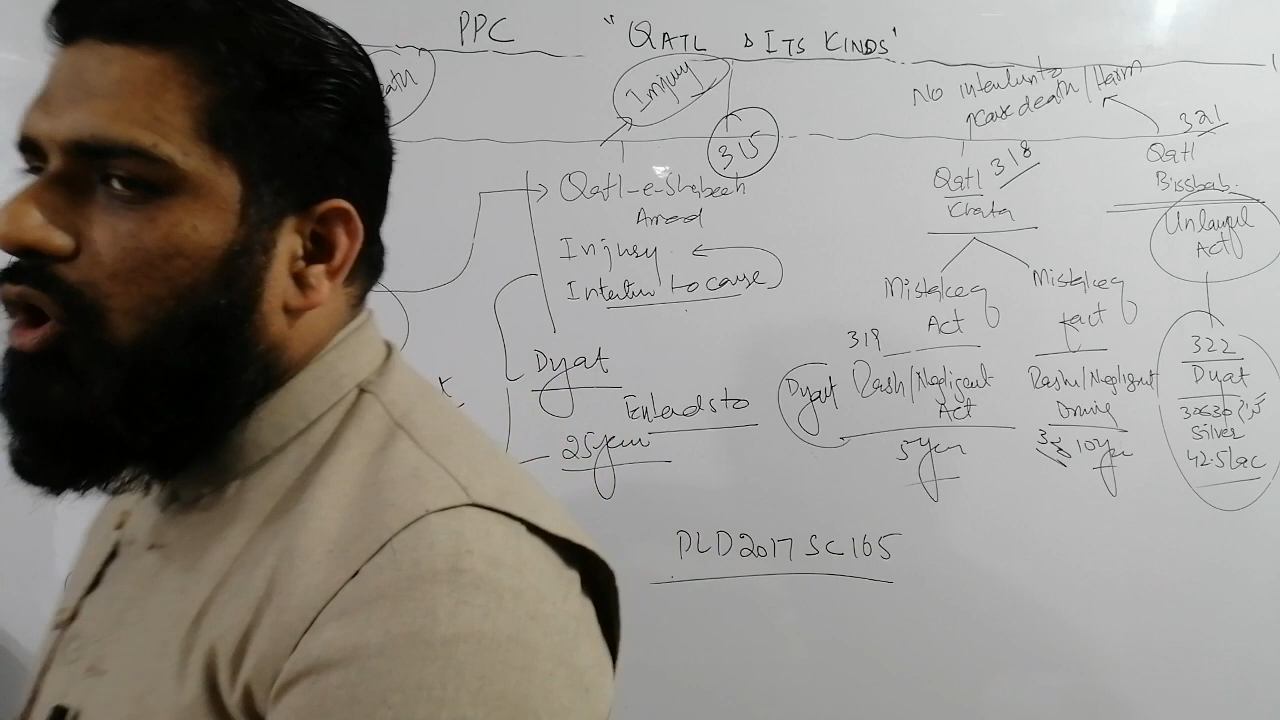 PPC "QATL & ITS KINDS"
eath
Injury
315
No intention to
cause death / Harm
321
Qatl-e-Shabeeh
Amad
Injury
Intention to cause
Dyat
Extends to
25 year
Qatl 318
Khata
Mistake of
Act
319
Dyat Rash/Negligent
Act
5 year
Mistake of
fact
Rash/Negligent
Driving
10 year
Qatl
Bissbab.
Unlawful
Act
322
Dyat
30630
Silver
42.5 lac
PLD 2017 SC 165